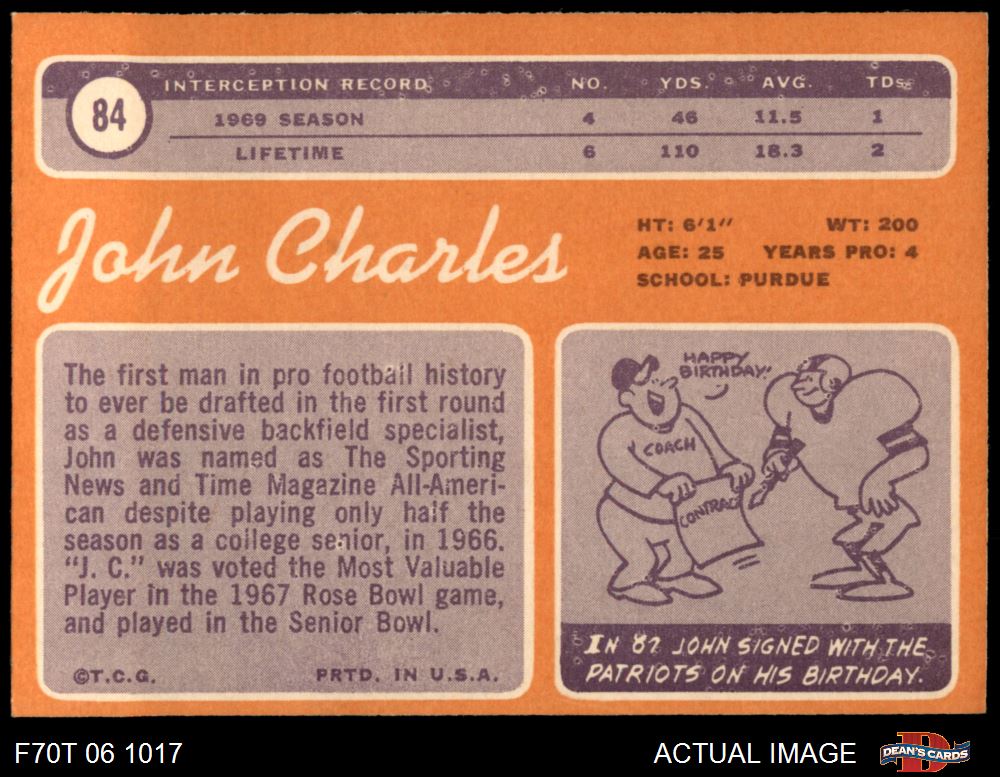 84
INTERCEPTION RECORD NO. YDS. AVG. TDs
1969 SEASON 4 46 11.5 1
LIFETIME 6 110 18.3 2
John Charles
HT: 6'1" WT: 200
AGE: 25 YEARS PRO: 4
SCHOOL: PURDUE
The first man in pro football history
to ever be drafted in the first round
as a defensive backfield specialist,
John was named as The Sporting
News and Time Magazine All-Ameri-
can despite playing only half the
season as a college senior, in 1966.
"J. C." was voted the Most Valuable
Player in the 1967 Rose Bowl game,
and played in the Senior Bowl.
©T.C.G. PRTD. IN U.S.A.
HAPPY
BIRTHDAY!
COACH
CONTRACT
IN '67 JOHN SIGNED WITH THE
PATRIOTS ON HIS BIRTHDAY.
F70T 06 1017 ACTUAL IMAGE
DEAN'S CARDS